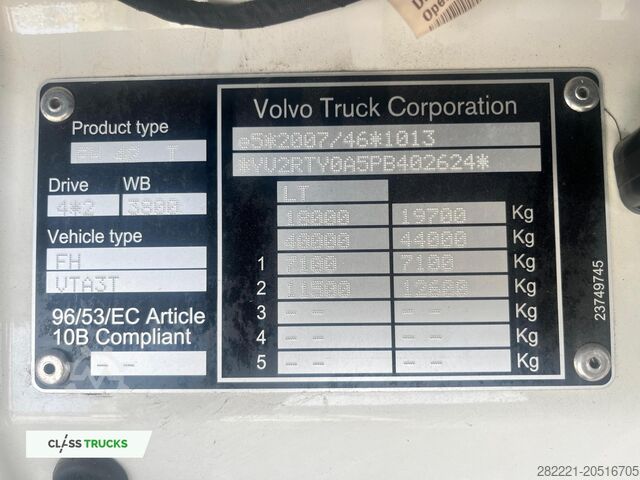 Ope
Volvo Truck Corporation
Product type
T
Drive WB
4*2 3800
Vehicle type
FH
VTA3T
96/53/EC Article
10B Compliant
-- --
e5*2007/46*1013
*YV2RTY0A5PB402624*
LT
18000 19700 Kg
40000 44000 Kg
1 7100 7100 Kg
2 11500 12600 Kg
3 -- -- -- -- Kg
4 -- -- -- -- Kg
5 -- -- -- -- Kg
23749745
CLASS TRUCKS
282221-20516705